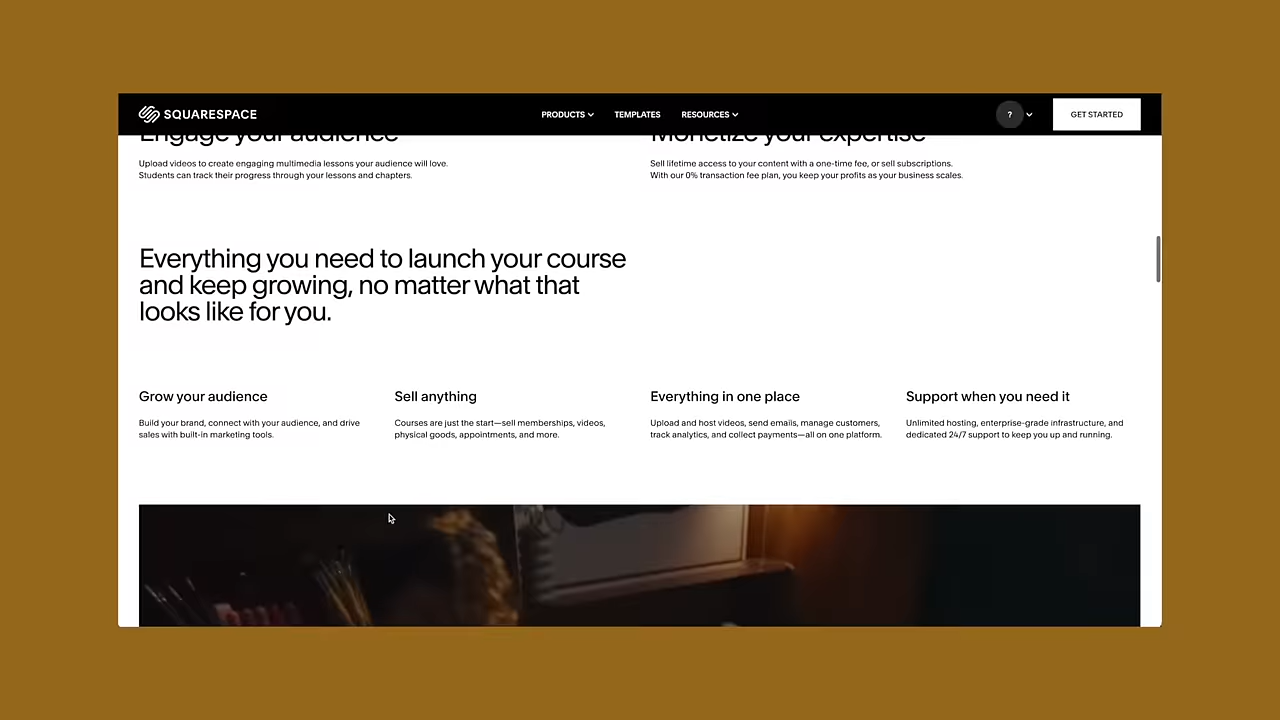 SQUARESPACE
PRODUCTS
TEMPLATES
RESOURCES
?
GET STARTED
Engage your audience
Monetize your expertise
Upload videos to create engaging multimedia lessons your audience will love.
Students can track their progress through your lessons and chapters.
Sell lifetime access to your content with a one-time fee, or sell subscriptions.
With our 0% transaction fee plan, you keep your profits as your business scales.
Everything you need to launch your course
and keep growing, no matter what that
looks like for you.
Grow your audience
Build your brand, connect with your audience, and drive
sales with built-in marketing tools.
Sell anything
Courses are just the start—sell memberships, videos,
physical goods, appointments, and more.
Everything in one place
Upload and host videos, send emails, manage customers,
track analytics, and collect payments—all on one platform.
Support when you need it
Unlimited hosting, enterprise-grade infrastructure, and
dedicated 24/7 support to keep you up and running.